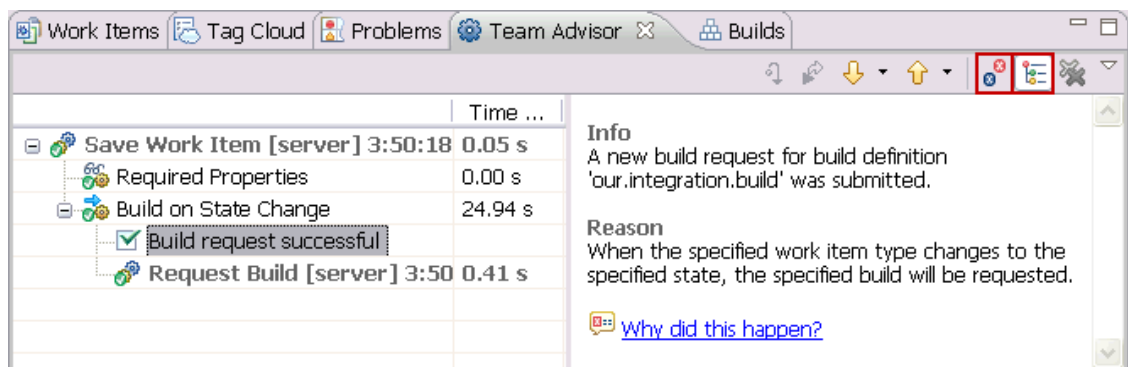 Work Items Tag Cloud Problems Team Advisor Builds
Time ...
Save Work Item [server] 3:50:18 0.05 s
Required Properties 0.00 s
Build on State Change 24.94 s
Build request successful
Request Build [server] 3:50 0.41 s
Info
A new build request for build definition
'our.integration.build' was submitted.
Reason
When the specified work item type changes to the
specified state, the specified build will be requested.
Why did this happen?